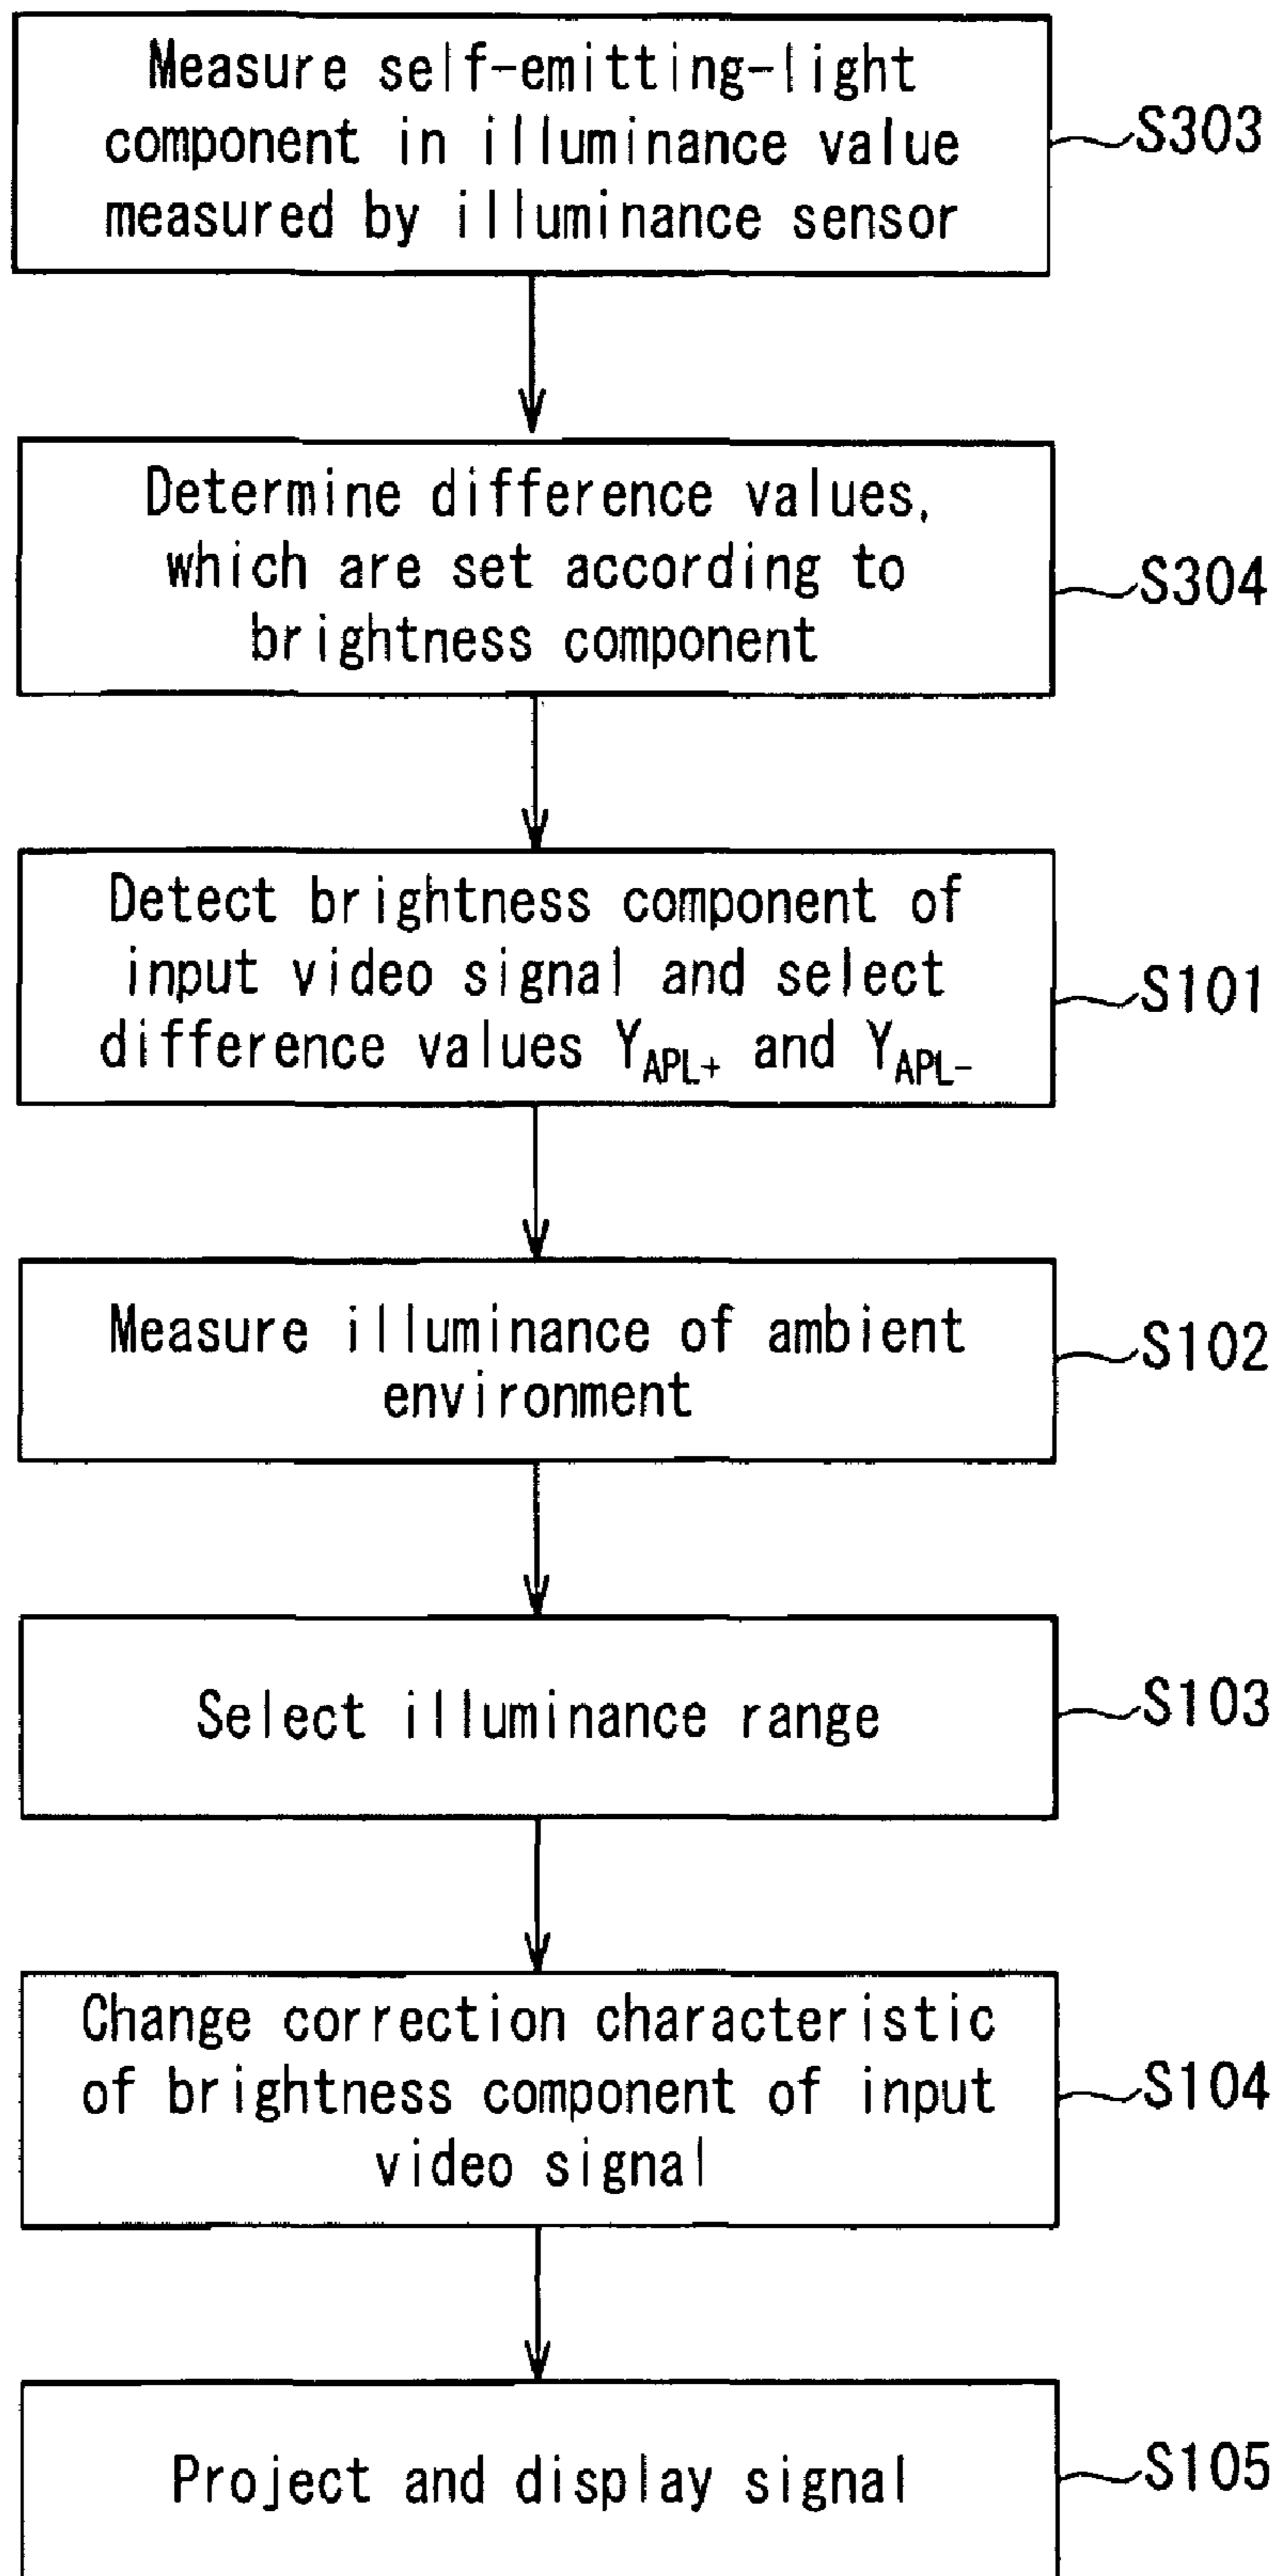 Measure self-emitting-light
component in illuminance value
measured by illuminance sensor
S303
Determine difference values,
which are set according to
brightness component
S304
Detect brightness component of
input video signal and select
difference values Y_APL+ and Y_APL-
S101
Measure illuminance of ambient
environment
S102
Select illuminance range
S103
Change correction characteristic
of brightness component of input
video signal
S104
Project and display signal
S105